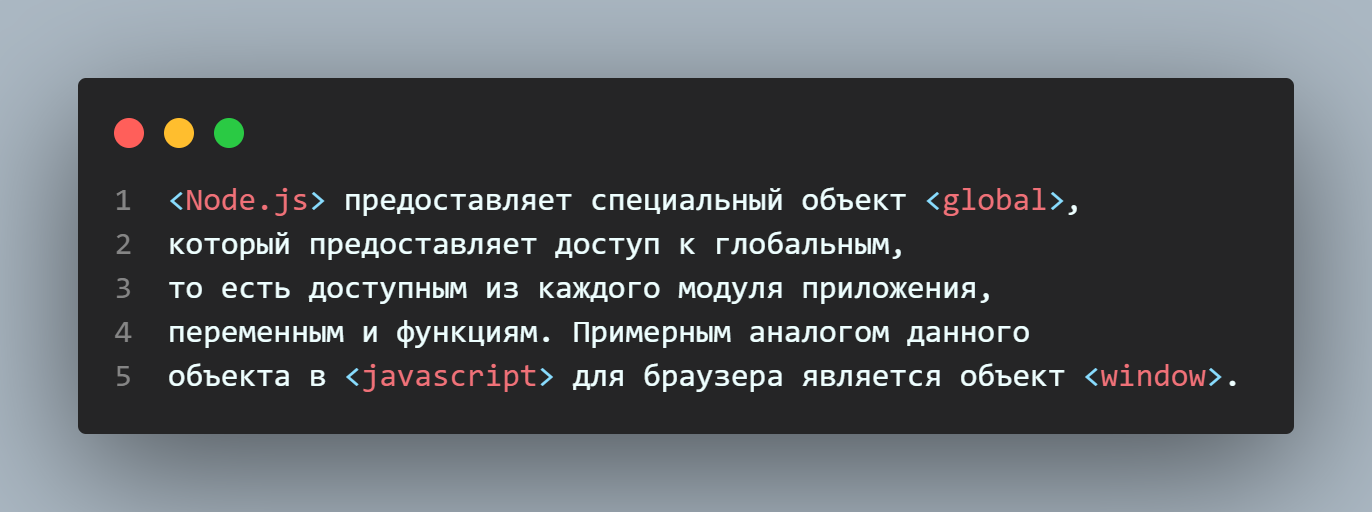 1 <Node.js> предоставляет специальный объект <global>,
2 который предоставляет доступ к глобальным,
3 то есть доступным из каждого модуля приложения,
4 переменным и функциям. Примерным аналогом данного
5 объекта в <javascript> для браузера является объект <window>.